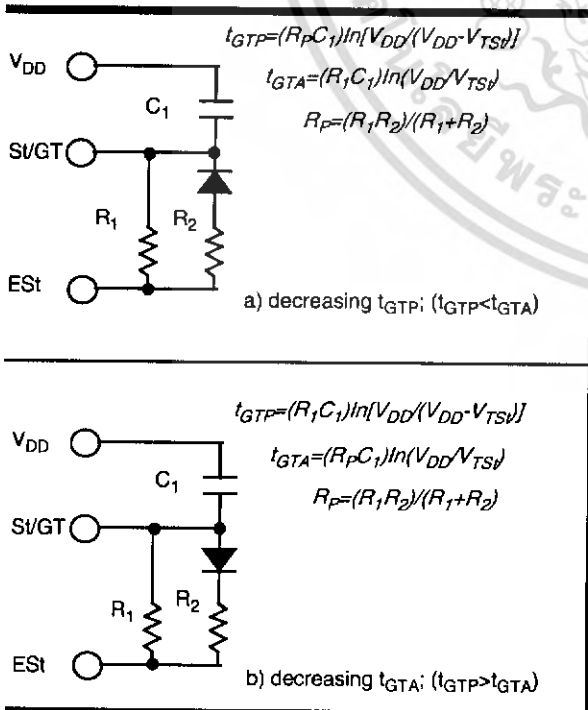 t_GTP=(R_PC_1)ln[V_DD/(V_DD-V_TSt)]
V_DD
t_GTA=(R_1C_1)ln(V_DD/V_TSt)
C_1
R_P=(R_1R_2)/(R_1+R_2)
St/GT
R_1
R_2
ESt
a) decreasing t_GTP; (t_GTP<t_GTA)
t_GTP=(R_1C_1)ln[V_DD/(V_DD-V_TSt)]
V_DD
t_GTA=(R_PC_1)ln(V_DD/V_TSt)
C_1
R_P=(R_1R_2)/(R_1+R_2)
St/GT
R_1
R_2
ESt
b) decreasing t_GTA; (t_GTP>t_GTA)